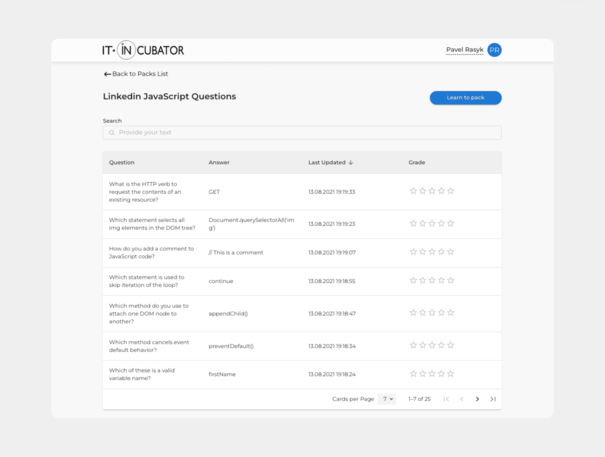 IT-INCUBATOR
Pavel Rasyk PR
Back to Packs List
Linkedin JavaScript Questions
Learn to pack
Search
Provide your text
Question Answer Last Updated Grade
What is the HTTP verb to
request the contents of an
existing resource?
GET 13.08.2021 19:19:33
Which statement selects all
img elements in the DOM tree?
Document.querySelectorAll('im
g')
13.08.2021 19:19:23
How do you add a comment to
JavaScript code?
// This is a comment 13.08.2021 19:19:07
Which statement is used to
skip iteration of the loop?
continue 13.08.2021 19:18:55
Which method do you use to
attach one DOM node to
another?
appendChild() 13.08.2021 19:18:47
Which method cancels event
default behavior?
preventDefault() 13.08.2021 19:18:34
Which of these is a valid
variable name?
firstName 13.08.2021 19:18:24
Cards per Page 7 1-7 of 25